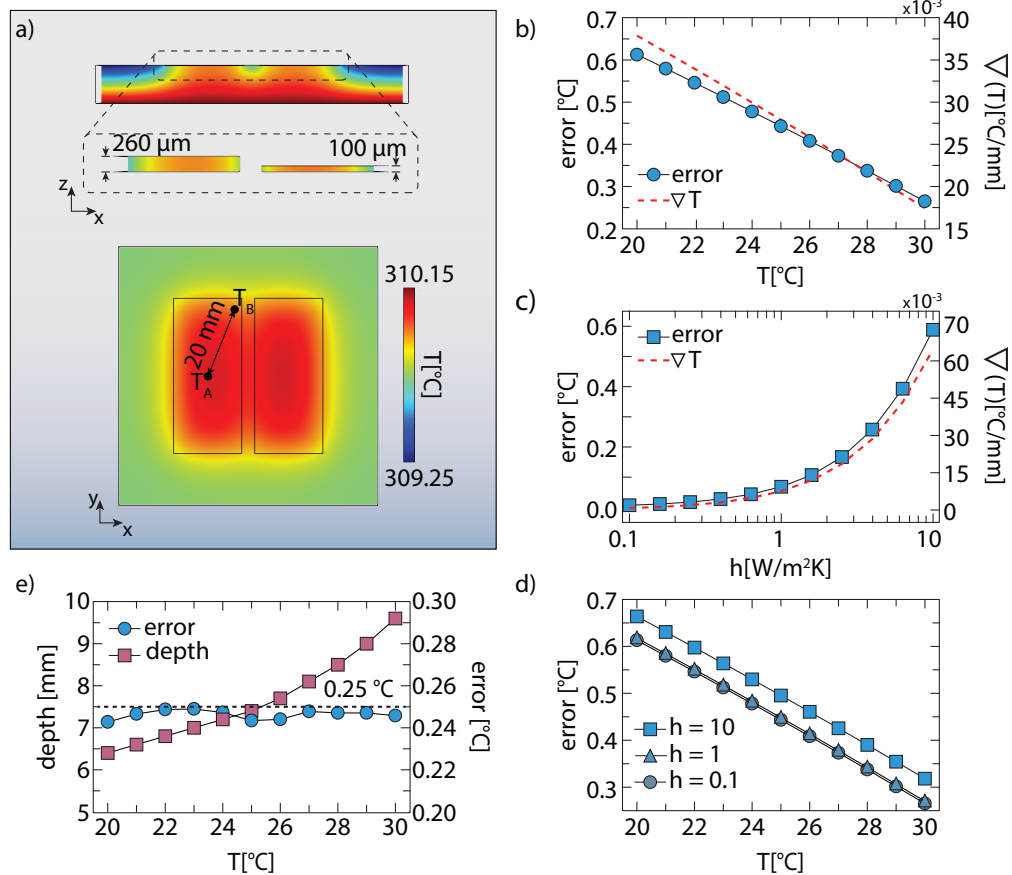 a)
260 µm
100 µm
z
x
310.15
T[°C]
309.25
T
B
20 mm
T
A
y
x
b)
x10⁻³
0.7
0.6
0.5
0.4
0.3
0.2
error [°C]
40
35
30
25
20
15
10
▽(T)[°C/mm]
error
▽T
20 22 24 26 28 30
T[°C]
c)
x10⁻³
0.6
0.4
0.2
0.0
error [°C]
70
60
45
30
15
0
▽(T)[°C/mm]
error
▽T
0.1 1 10
h[W/m²K]
e)
10
9
8
7
6
5
depth [mm]
0.30
0.28
0.26
0.24
0.22
0.20
error [°C]
error
depth
0.25 °C
20 22 24 26 28 30
T[°C]
d)
0.7
0.6
0.5
0.4
0.3
error [°C]
h = 10
h = 1
h = 0.1
20 22 24 26 28 30
T[°C]